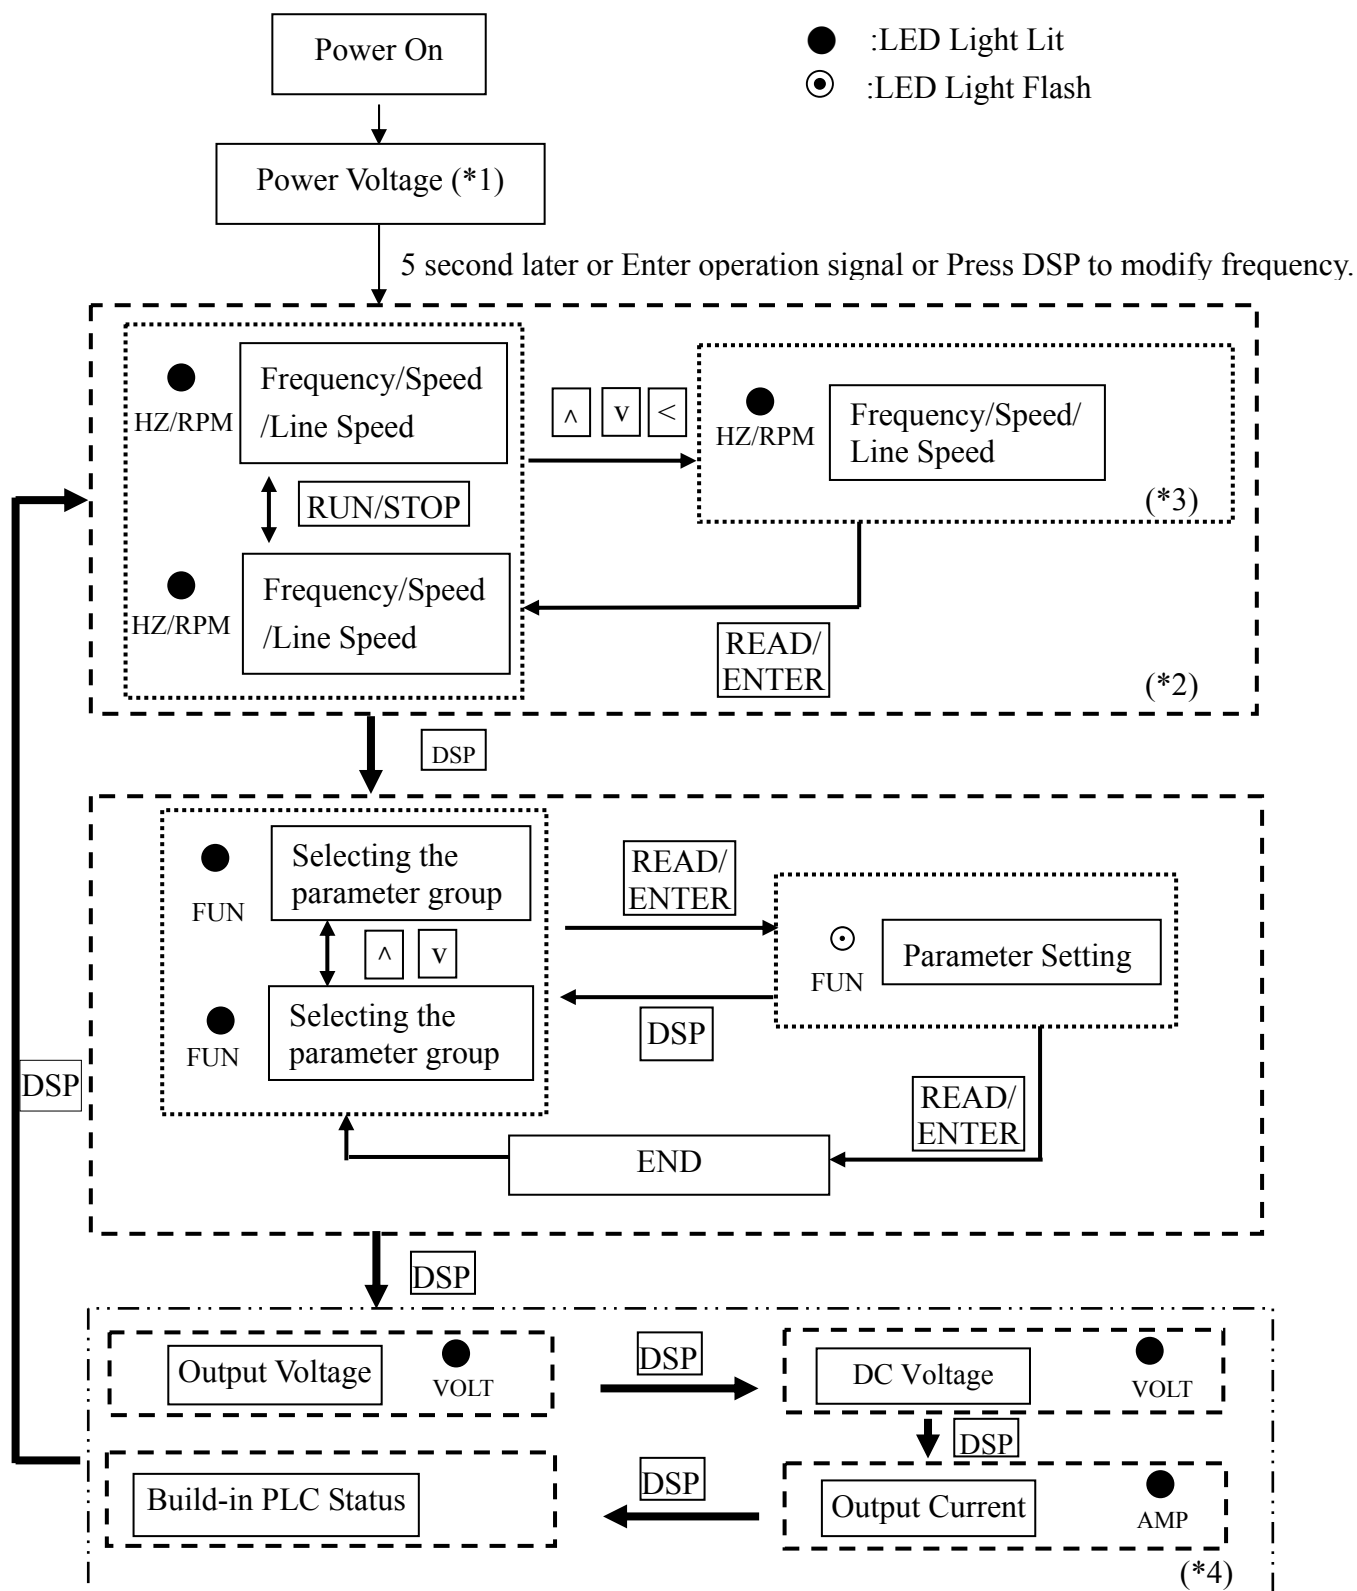 Power On
:LED Light Lit
:LED Light Flash
Power Voltage (*1)
5 second later or Enter operation signal or Press DSP to modify frequency.
Frequency/Speed
/Line Speed
HZ/RPM
^ v <
HZ/RPM
Frequency/Speed/
Line Speed
(*3)
RUN/STOP
Frequency/Speed
/Line Speed
HZ/RPM
READ/
ENTER
(*2)
DSP
Selecting the
parameter group
FUN
READ/
ENTER
^ v
Parameter Setting
FUN
Selecting the
parameter group
FUN
DSP
DSP
READ/
ENTER
END
DSP
Output Voltage
VOLT
DSP
DC Voltage
VOLT
DSP
Build-in PLC Status
DSP
Output Current
AMP
(*4)